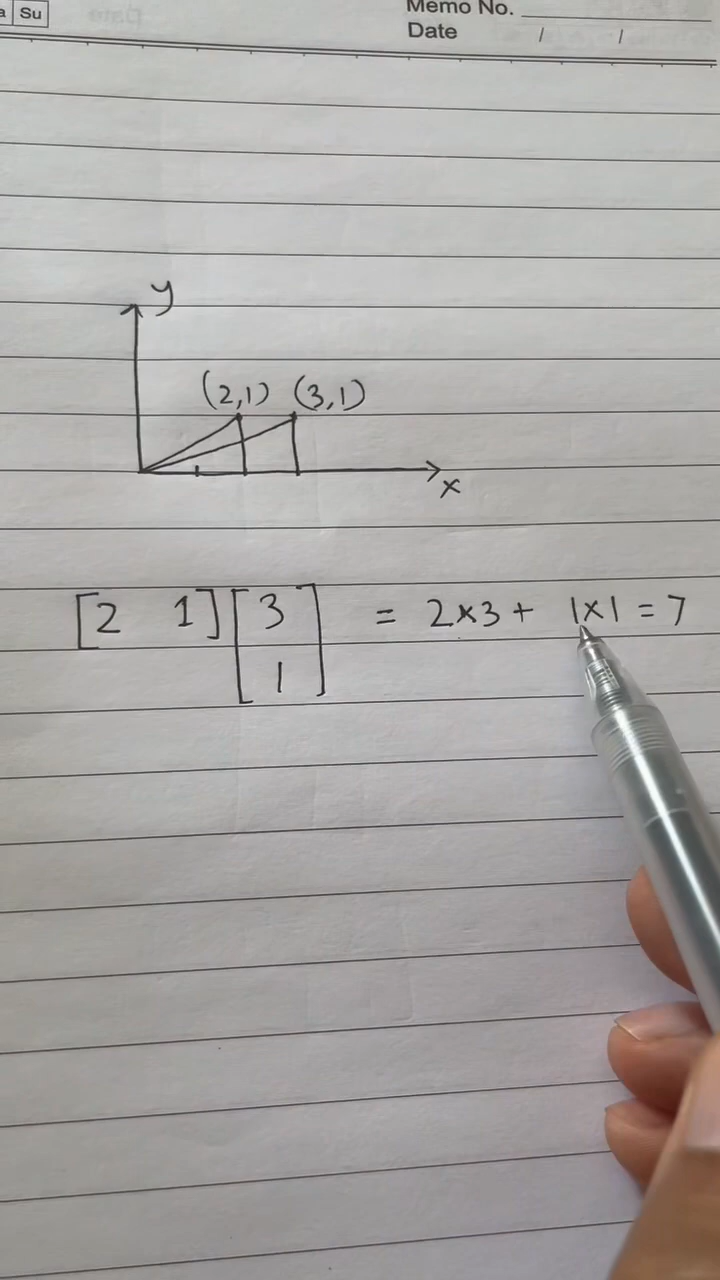 a Su
Memo No.
Date / /
y
(2,1) (3,1)
x
[2 1] [3 = 2×3 + 1×1 = 7
1]